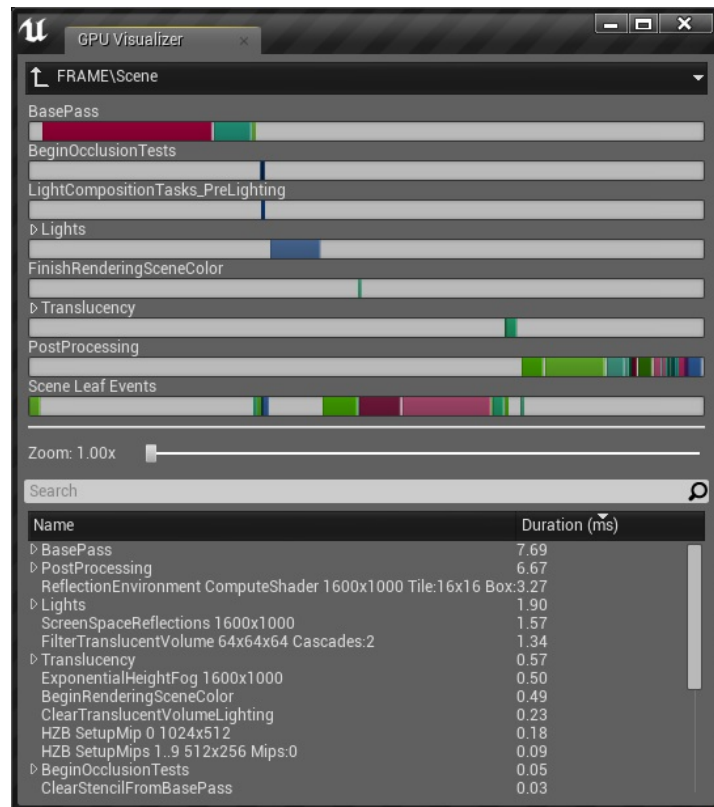 GPU Visualizer
FRAME\Scene
BasePass
BeginOcclusionTests
LightCompositionTasks_PreLighting
Lights
FinishRenderingSceneColor
Translucency
PostProcessing
Scene Leaf Events
Zoom: 1.00x
Search
Name Duration (ms)
BasePass 7.69
PostProcessing 6.67
ReflectionEnvironment ComputeShader 1600x1000 Tile:16x16 Box: 3.27
Lights 1.90
ScreenSpaceReflections 1600x1000 1.57
FilterTranslucentVolume 64x64x64 Cascades:2 1.34
Translucency 0.57
ExponentialHeightFog 1600x1000 0.50
BeginRenderingSceneColor 0.49
ClearTranslucentVolumeLighting 0.23
HZB SetupMip 0 1024x512 0.18
HZB SetupMips 1..9 512x256 Mips:0 0.09
BeginOcclusionTests 0.05
ClearStencilFromBasePass 0.03